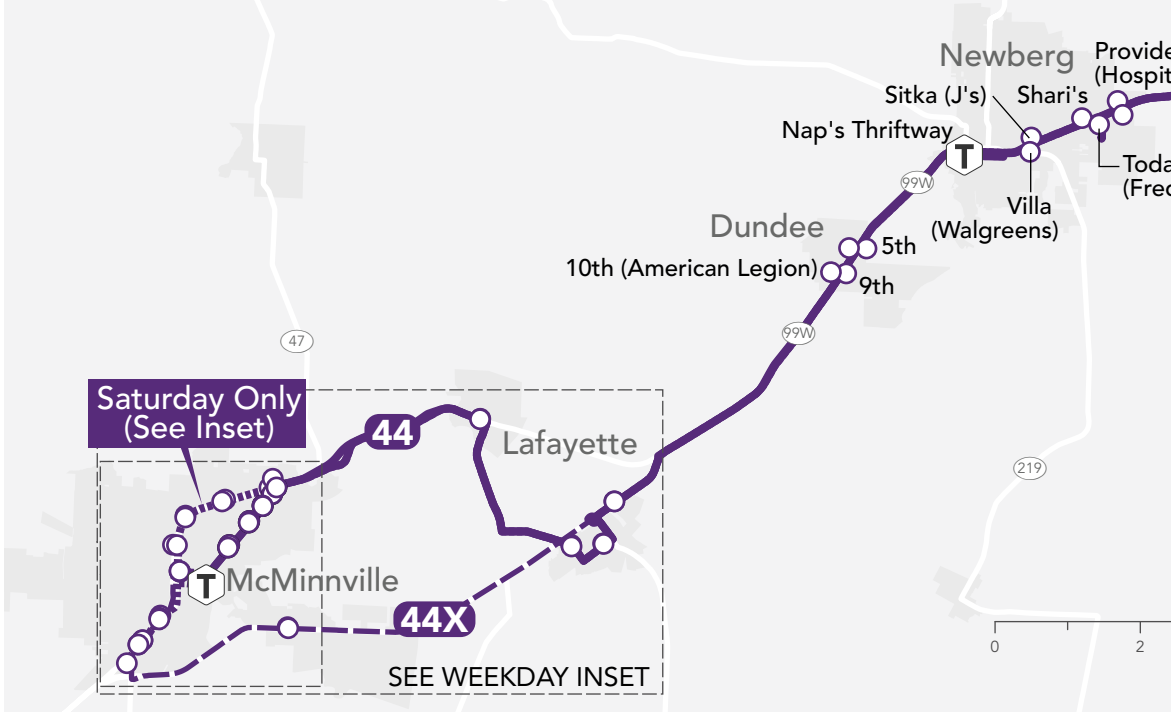 Newberg
Provide
(Hospit
Sitka (J's)
Shari's
Nap's Thriftway
T
Toda
(Fred
99W
Villa
(Walgreens)
Dundee
5th
10th (American Legion)
9th
99W
47
Saturday Only
(See Inset)
44
Lafayette
219
T
McMinnville
44X
0
2
SEE WEEKDAY INSET